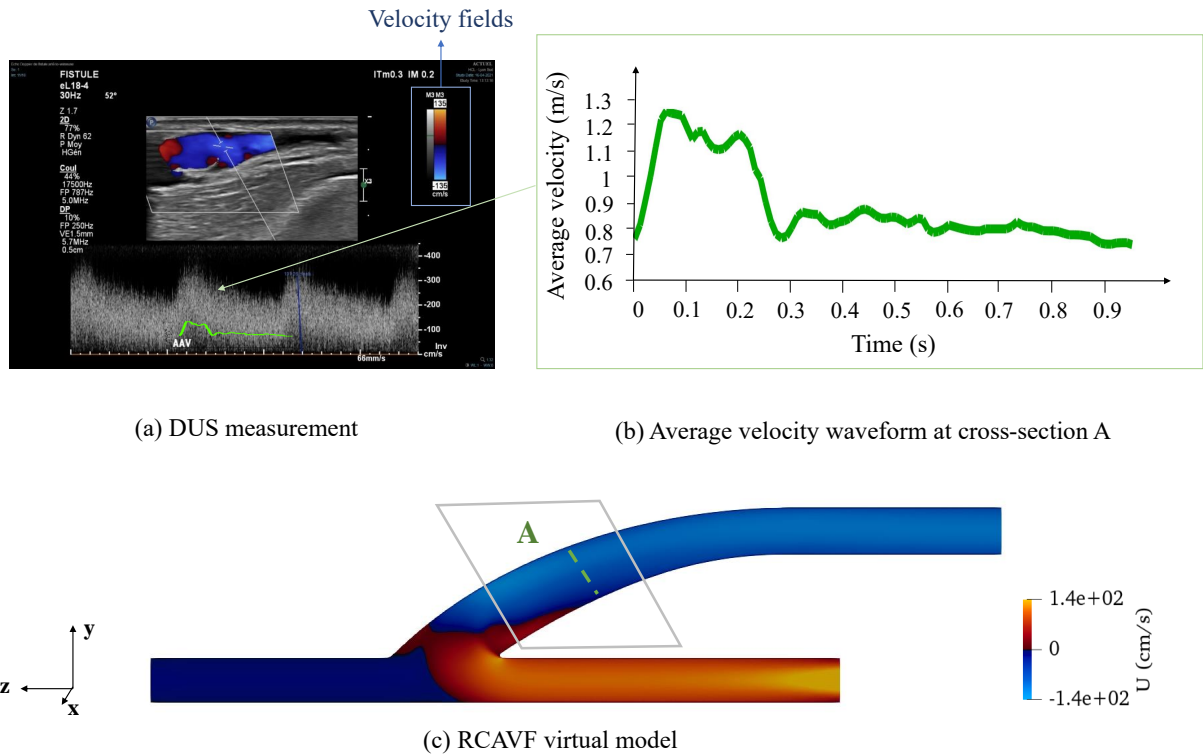 Velocity fields
FISTULE
eL18-4
30Hz 52°
ITm0.3 IM 0.2
Z 1.7
2D
77%
R Dyn 62
P Moy
HGén
Coul
44%
17500Hz
FP 787Hz
5.0MHz
DP
10%
FP 250Hz
VE1.5mm
5.7MHz
0.5cm
M3 M3
135
-135
cm/s
X3
-400
-300
-200
-100
Inv
cm/s
AAV
66mm/s
Average velocity (m/s)
1.3
1.2
1.1
1
0.9
0.8
0.7
0.6
0 0.1 0.2 0.3 0.4 0.5 0.6 0.7 0.8 0.9
Time (s)
(a) DUS measurement
(b) Average velocity waveform at cross-section A
A
y
z
x
1.4e+02
0
-1.4e+02
U (cm/s)
(c) RCAVF virtual model